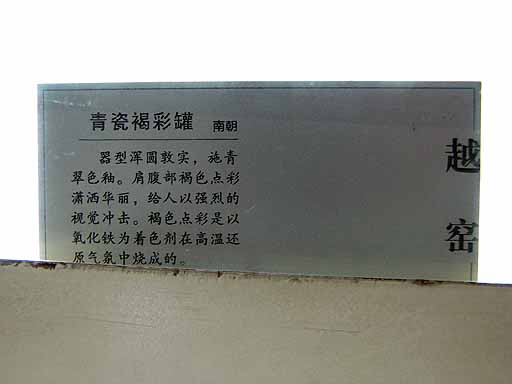 青瓷褐彩罐 南朝
器型浑圆敦实，施青
翠色釉。肩腹部褐色点彩
潇洒华丽，给人以强烈的
视觉冲击。褐色点彩是以
氧化铁为着色剂在高温还
原气氛中烧成的。
越窑